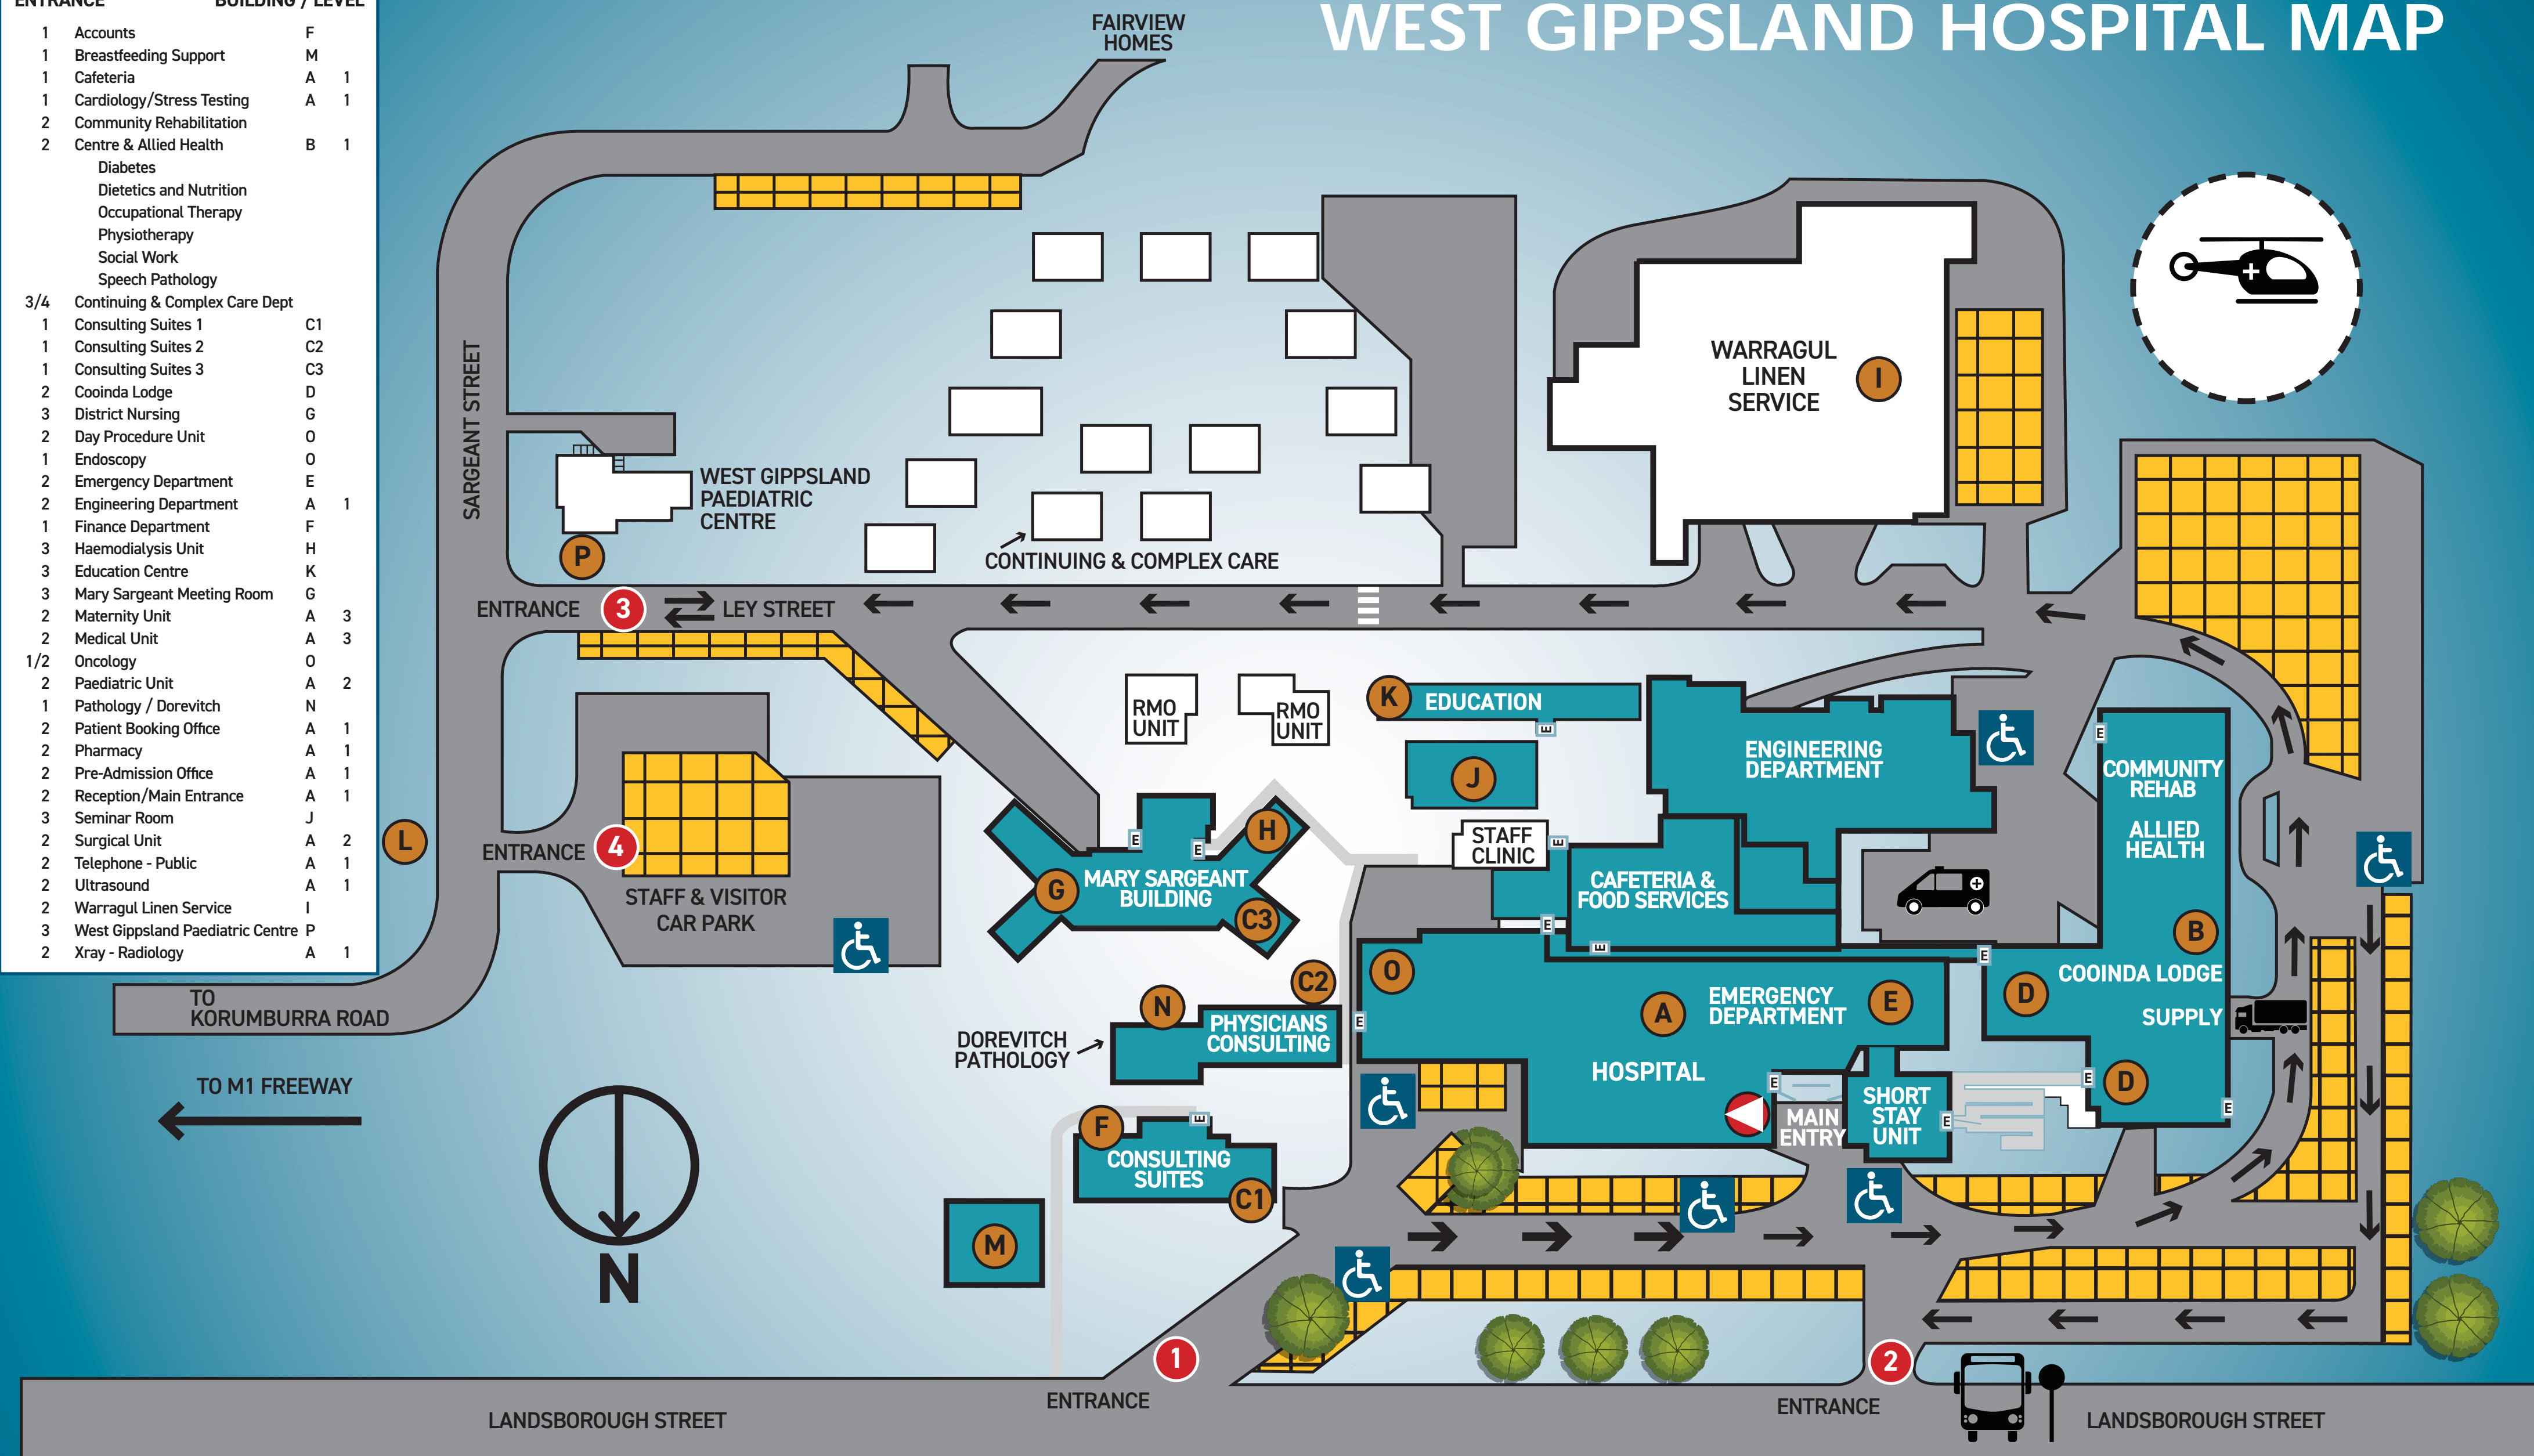 WEST GIPPSLAND HOSPITAL MAP
ENTRANCE BUILDING / LEVEL
1 Accounts F
1 Breastfeeding Support M
1 Cafeteria A 1
1 Cardiology/Stress Testing A 1
2 Community Rehabilitation
2 Centre & Allied Health B 1
Diabetes
Dietetics and Nutrition
Occupational Therapy
Physiotherapy
Social Work
Speech Pathology
3/4 Continuing & Complex Care Dept
1 Consulting Suites 1 C1
1 Consulting Suites 2 C2
1 Consulting Suites 3 C3
2 Cooinda Lodge D
3 District Nursing G
2 Day Procedure Unit O
1 Endoscopy O
2 Emergency Department E
2 Engineering Department A 1
1 Finance Department F
3 Haemodialysis Unit H
3 Education Centre K
3 Mary Sargeant Meeting Room G
2 Maternity Unit A 3
2 Medical Unit A 3
1/2 Oncology O
2 Paediatric Unit A 2
1 Pathology / Dorevitch N
2 Patient Booking Office A 1
2 Pharmacy A 1
2 Pre-Admission Office A 1
2 Reception/Main Entrance A 1
3 Seminar Room J
2 Surgical Unit A 2
2 Telephone - Public A 1
2 Ultrasound A 1
2 Warragul Linen Service I
3 West Gippsland Paediatric Centre P
2 Xray - Radiology A 1
FAIRVIEW
HOMES
SARGEANT STREET
WEST GIPPSLAND
PAEDIATRIC
CENTRE
P
CONTINUING & COMPLEX CARE
WARRAGUL
LINEN
SERVICE
I
ENTRANCE 3
LEY STREET
RMO
UNIT
RMO
UNIT
K EDUCATION
E
J
STAFF
CLINIC
E
ENGINEERING
DEPARTMENT
E
COMMUNITY
REHAB
ALLIED
HEALTH
B
L
ENTRANCE 4
STAFF & VISITOR
CAR PARK
E
E
H
G
MARY SARGEANT
BUILDING
C3
CAFETERIA &
FOOD SERVICES
E
E
E
COOINDA LODGE
D
SUPPLY
D
E
E
O
E
A
EMERGENCY
DEPARTMENT
E
HOSPITAL
E
MAIN
ENTRY
SHORT
STAY
UNIT
E
C2
N
PHYSICIANS
CONSULTING
DOREVITCH
PATHOLOGY
F
E
CONSULTING
SUITES
C1
M
TO
KORUMBURRA ROAD
TO M1 FREEWAY
N
1
ENTRANCE
2
ENTRANCE
LANDSBOROUGH STREET
LANDSBOROUGH STREET